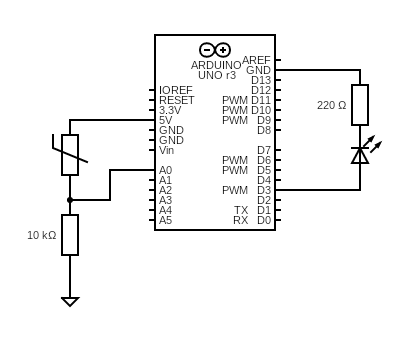 ARDUINO
UNO r3
IOREF
RESET
3.3V
5V
GND
GND
Vin
A0
A1
A2
A3
A4
A5
AREF
GND
D13
D12
PWM D11
PWM D10
PWM D9
D8
D7
PWM D6
PWM D5
D4
PWM D3
D2
TX D1
RX D0
220 Ω
10 kΩ